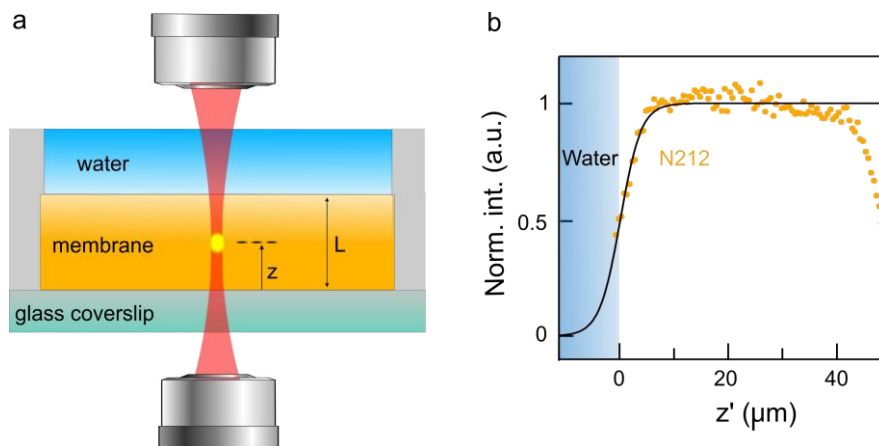 a
water
membrane
L
z
glass coverslip
b
Norm. int. (a.u.)
1
0.5
0
Water
N212
0
20
40
z' (μm)